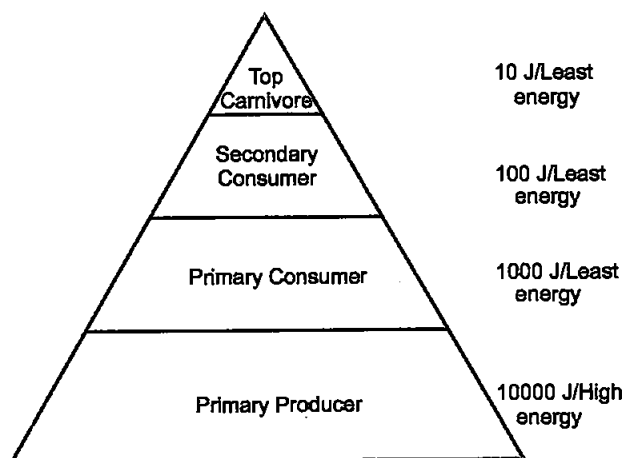 Top
Carnivore
10 J/Least
energy
Secondary
Consumer
100 J/Least
energy
Primary Consumer
1000 J/Least
energy
Primary Producer
10000 J/High
energy